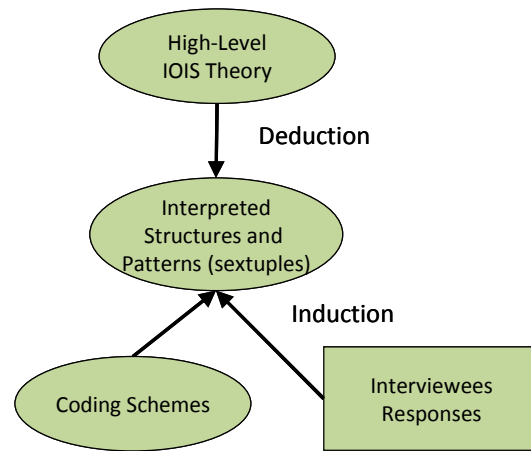 High-Level
IOIS Theory
Deduction
Interpreted
Structures and
Patterns (sextuples)
Induction
Coding Schemes
Interviewees
Responses